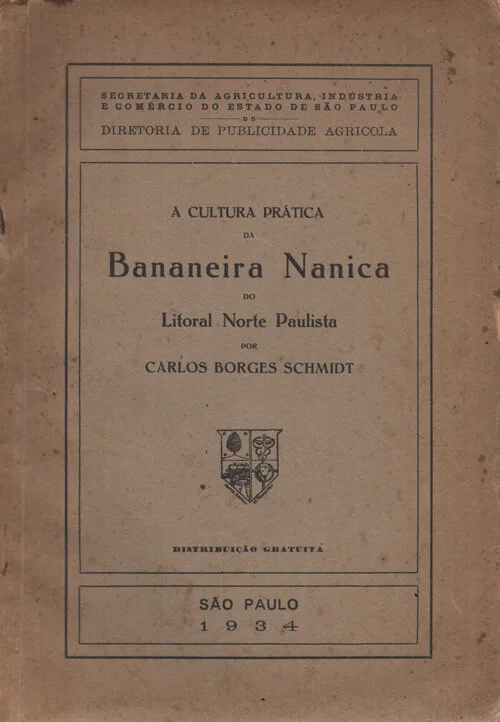 SECRETARIA DA AGRICULTURA, INDÚSTRIA
E COMÉRCIO DO ESTADO DE SÃO PAULO
DO
DIRETORIA DE PUBLICIDADE AGRICOLA
A CULTURA PRÁTICA
DA
Bananeira Nanica
DO
Litoral Norte Paulista
POR
CARLOS BORGES SCHMIDT
DISTRIBUIÇÃO GRATUITA
SÃO PAULO
1934